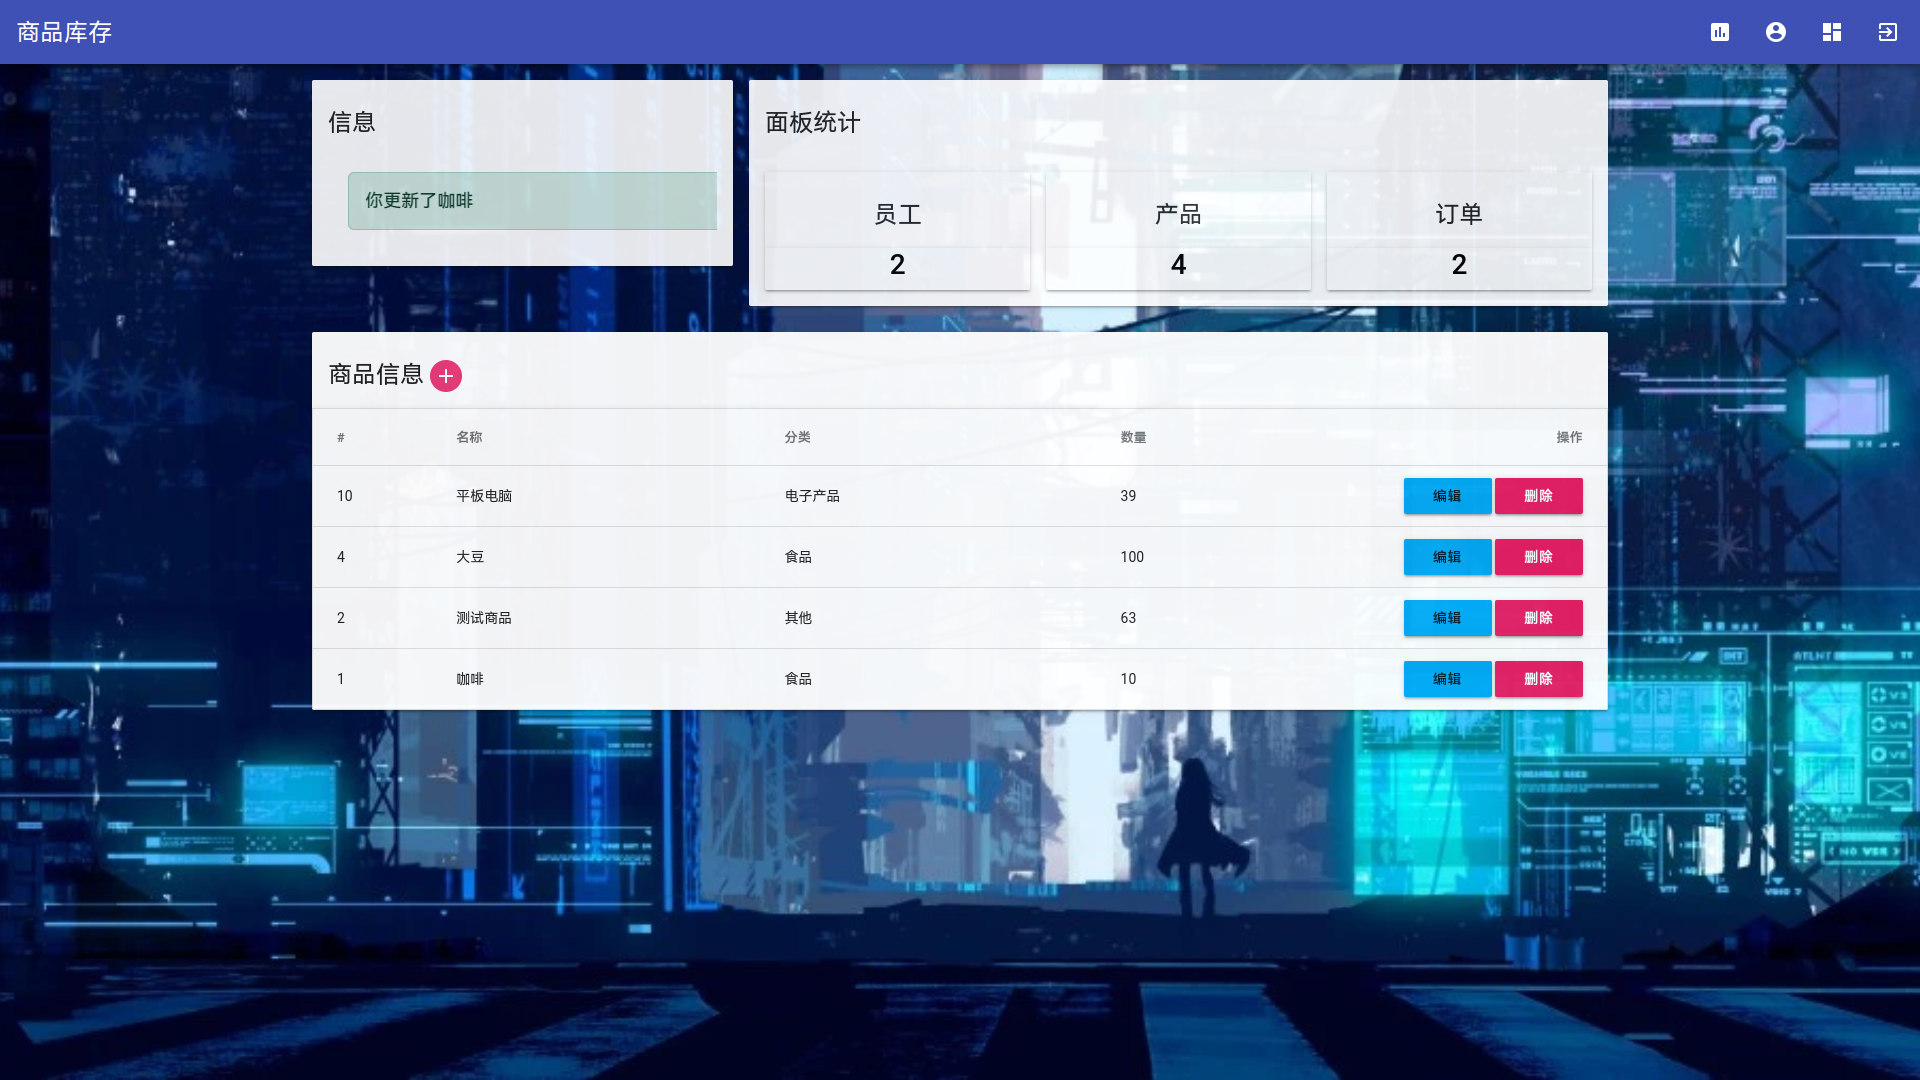 商品库存
信息
你更新了咖啡
面板统计
员工
2
产品
4
订单
2
商品信息
# 名称 分类 数量 操作
10 平板电脑 电子产品 39 编辑 删除
4 大豆 食品 100 编辑 删除
2 测试商品 其他 63 编辑 删除
1 咖啡 食品 10 编辑 删除